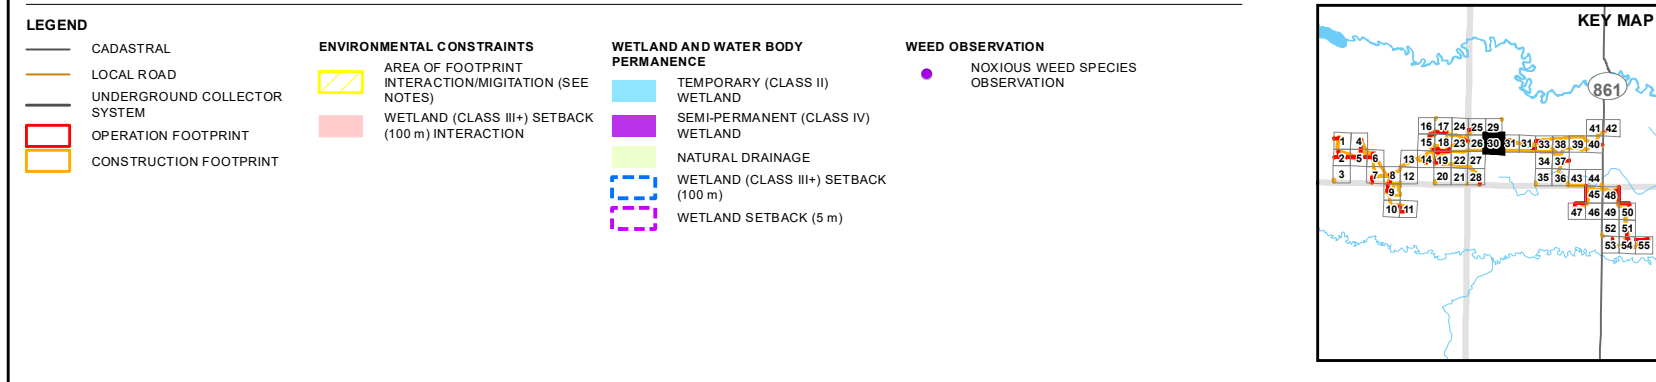 LEGEND
CADASTRAL
LOCAL ROAD
UNDERGROUND COLLECTOR
SYSTEM
OPERATION FOOTPRINT
CONSTRUCTION FOOTPRINT
ENVIRONMENTAL CONSTRAINTS
AREA OF FOOTPRINT
INTERACTION/MIGITATION (SEE
NOTES)
WETLAND (CLASS III+) SETBACK
(100 m) INTERACTION
WETLAND AND WATER BODY
PERMANENCE
TEMPORARY (CLASS II)
WETLAND
SEMI-PERMANENT (CLASS IV)
WETLAND
NATURAL DRAINAGE
WETLAND (CLASS III+) SETBACK
(100 m)
WETLAND SETBACK (5 m)
WEED OBSERVATION
NOXIOUS WEED SPECIES
OBSERVATION
KEY MAP
861
16 17 24 25 29 41 42
1 4 15 18 23 26 30 31 31 33 38 39 40
2 5 6 13 14 19 22 27 34 37
3 7 8 12 20 21 28 35 36 43 44
9 45 48
10 11 47 46 49 50
52 51
53 54 55